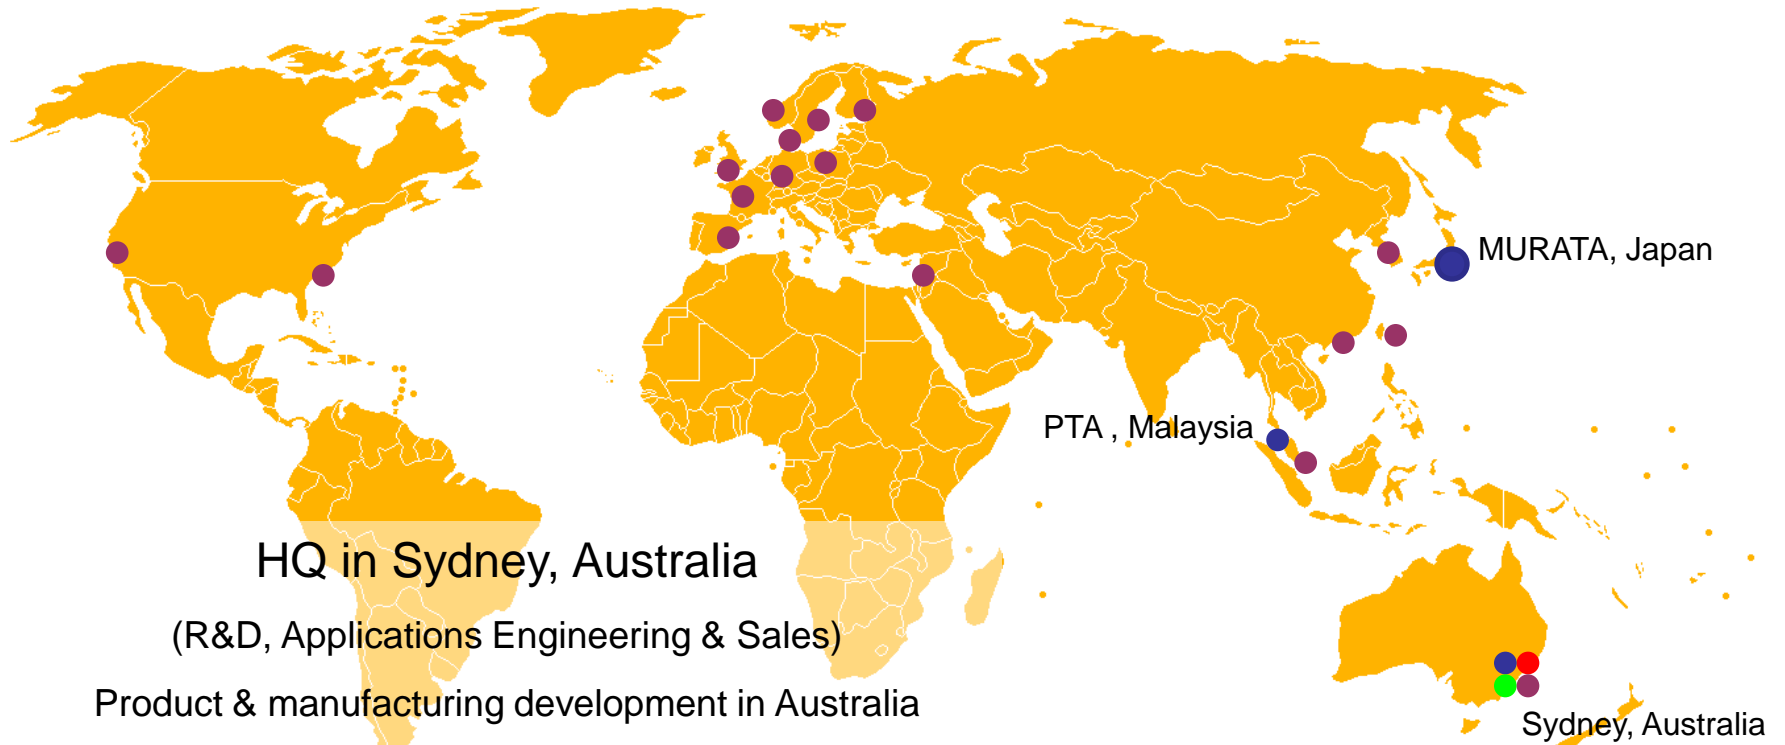 MURATA, Japan
PTA , Malaysia
HQ in Sydney, Australia
(R&D, Applications Engineering & Sales)
Product & manufacturing development in Australia
Sydney, Australia